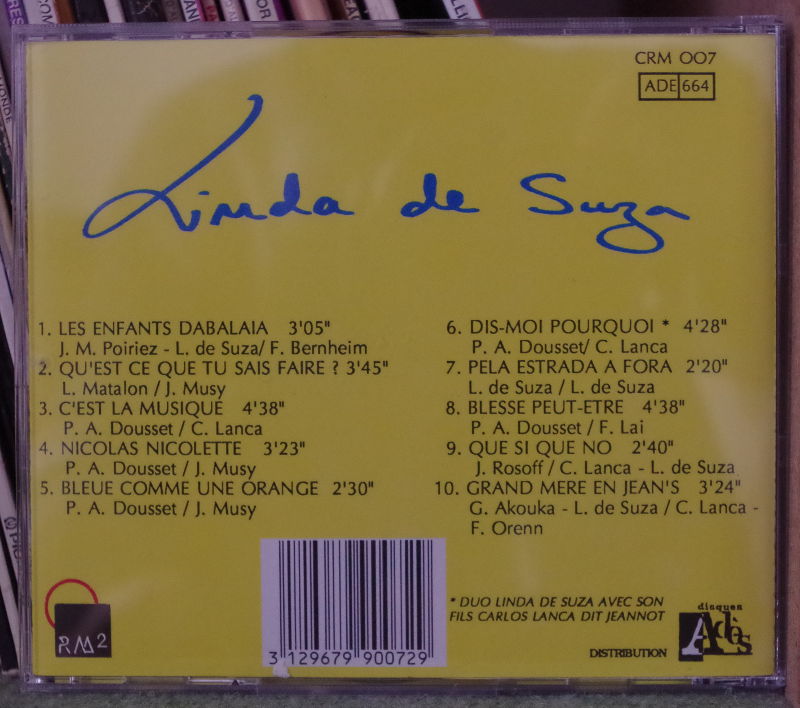 CRM OO7
ADE 664
Linda de Suza
1. LES ENFANTS DABALAIA 3'05"
J. M. Poiriez - L. de Suza/ F. Bernheim
2. QU'EST CE QUE TU SAIS FAIRE ? 3'45"
L. Matalon / J. Musy
3. C'EST LA MUSIQUE 4'38"
P. A. Dousset / C. Lanca
4. NICOLAS NICOLETTE 3'23"
P. A. Dousset / J. Musy
5. BLEUE COMME UNE ORANGE 2'30"
P. A. Dousset / J. Musy
6. DIS-MOI POURQUOI * 4'28"
P. A. Dousset/ C. Lanca
7. PELA ESTRADA A FORA 2'20"
L. de Suza / L. de Suza
8. BLESSE PEUT-ETRE 4'38"
P. A. Dousset / F. Lai
9. QUE SI QUE NO 2'40"
J. Rosoff / C. Lanca - L. de Suza
10. GRAND MERE EN JEAN'S 3'24"
G. Akouka - L. de Suza / C. Lanca -
F. Orenn
RM2
3 129679 900729
* DUO LINDA DE SUZA AVEC SON
FILS CARLOS LANCA DIT JEANNOT
DISTRIBUTION
disques
Adès